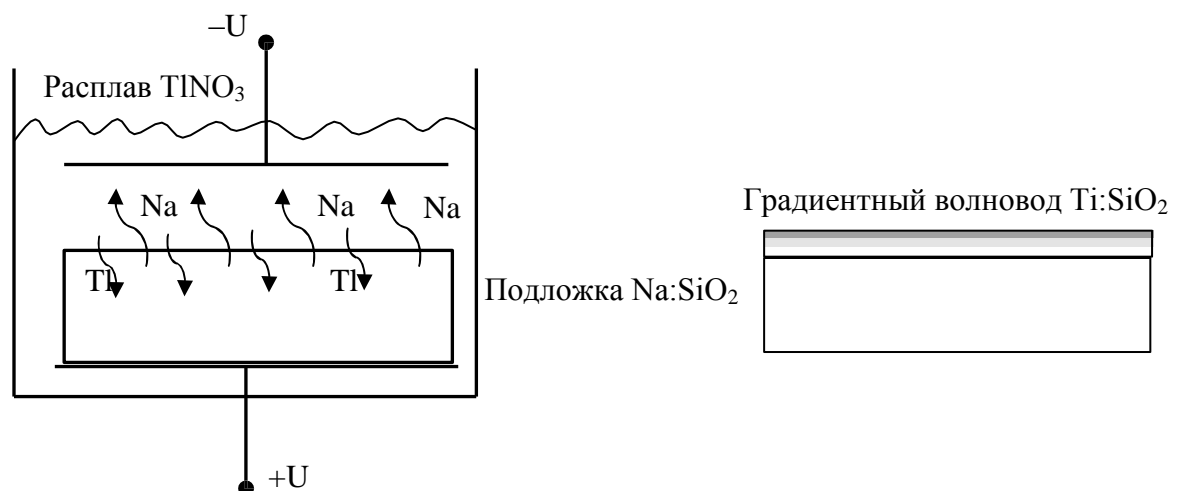 –U
Расплав TlNO₃
Na
Na
Na
Tl
Tl
Подложка Na:SiO₂
+U
Градиентный волновод Ti:SiO₂